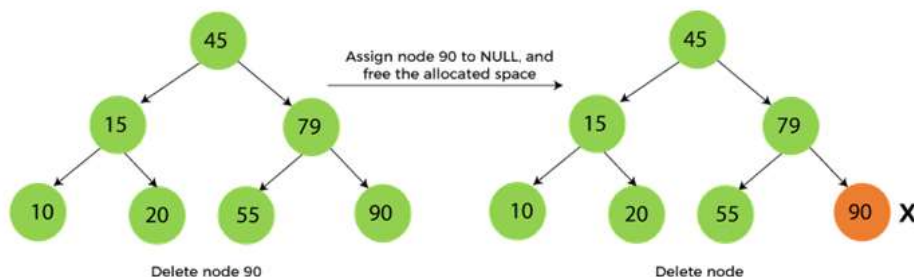 45
Assign node 90 to NULL, and
free the allocated space
45
15
79
15
79
10
20
55
90
10
20
55
90
X
Delete node 90
Delete node